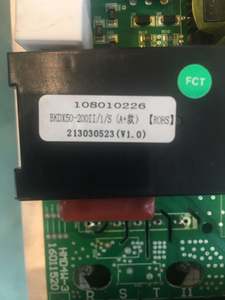 FCT
108010226
BKDX50-200II/1/S (A+款) 【ROHS】
213030523(V1.0)
R S T